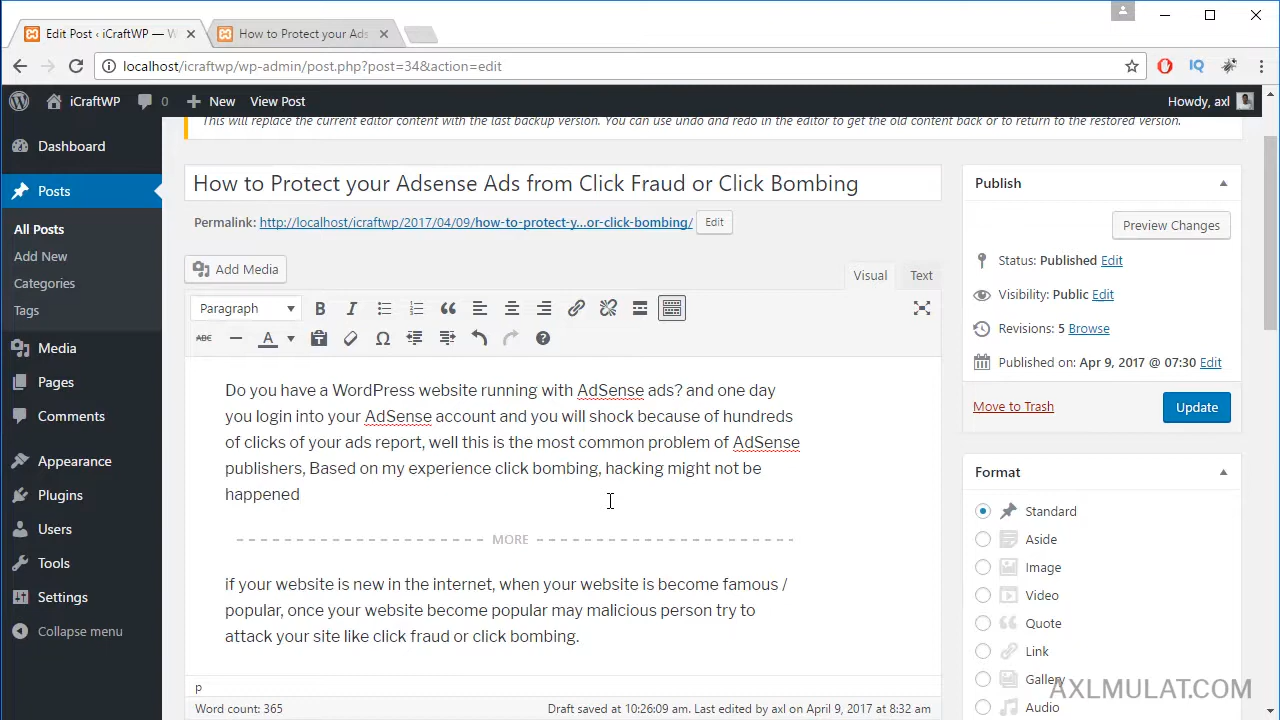 Edit Post ‹ iCraftWP — W
How to Protect your Ads
localhost/icraftwp/wp-admin/post.php?post=34&action=edit
iCraftWP
0
New
View Post
Howdy, axl
This will replace the current editor content with the last backup version. You can use undo and redo in the editor to get the old content back or to return to the restored version.
Dashboard
Posts
All Posts
Add New
Categories
Tags
Media
Pages
Comments
Appearance
Plugins
Users
Tools
Settings
Collapse menu
How to Protect your Adsense Ads from Click Fraud or Click Bombing
Permalink: http://localhost/icraftwp/2017/04/09/how-to-protect-y...or-click-bombing/ Edit
Add Media
Visual
Text
Paragraph
B
I
ABC
A
Do you have a WordPress website running with AdSense ads? and one day
you login into your AdSense account and you will shock because of hundreds
of clicks of your ads report, well this is the most common problem of AdSense
publishers, Based on my experience click bombing, hacking might not be
happened
MORE
if your website is new in the internet, when your website is become famous /
popular, once your website become popular may malicious person try to
attack your site like click fraud or click bombing.
p
Word count: 365
Draft saved at 10:26:09 am. Last edited by axl on April 9, 2017 at 8:32 am
Publish
Preview Changes
Status: Published Edit
Visibility: Public Edit
Revisions: 5 Browse
Published on: Apr 9, 2017 @ 07:30 Edit
Move to Trash
Update
Format
Standard
Aside
Image
Video
Quote
Link
Gallery
Audio
AXLMULAT.COM